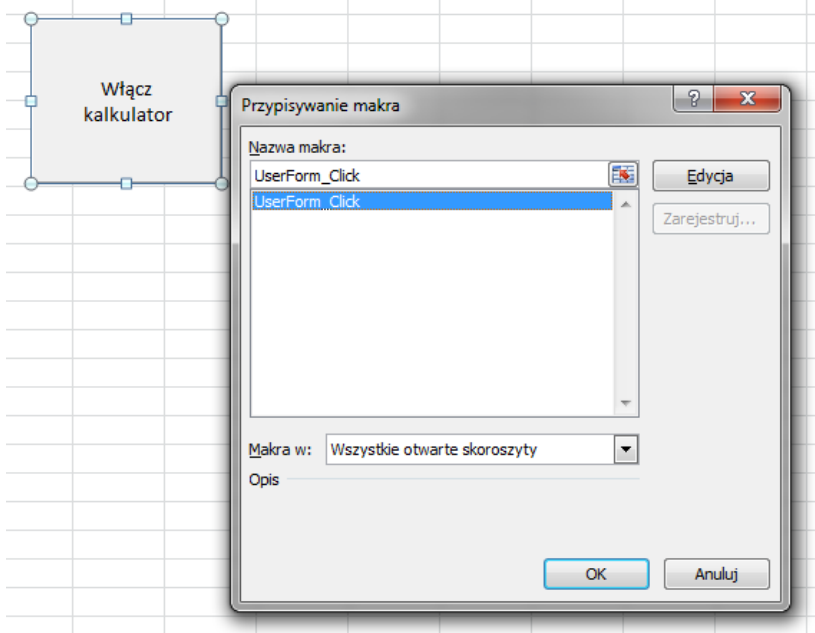 Włącz
kalkulator
Przypisywanie makra
Nazwa makra:
UserForm_Click
UserForm_Click
Edycja
Zarejestruj...
Makra w: Wszystkie otwarte skoroszyty
Opis
OK Anuluj